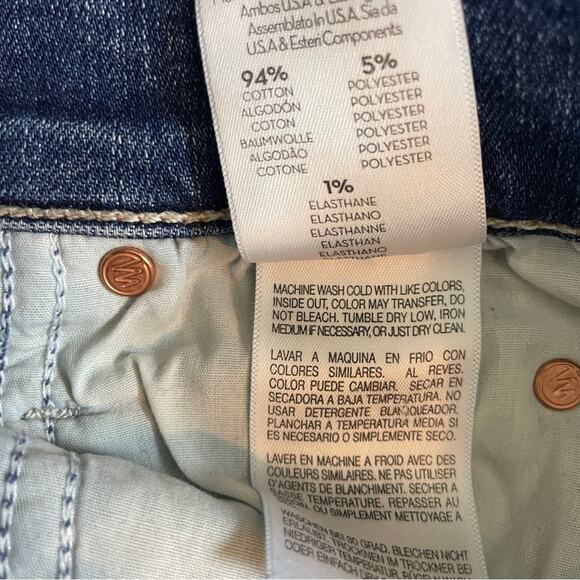 Ambos U.S.A. &
Assemblato In U.S.A. Sia da
U.S.A & Esteri Components
94%
COTTON
ALGODÓN
COTON
BAUMWOLLE
ALGODÃO
COTONE
5%
POLYESTER
POLYESTER
POLYESTER
POLYESTER
POLYESTER
POLYESTER
1%
ELASTHANE
ELASTHANO
ELASTHANNE
ELASTHAN
ELASTHANO
MACHINE WASH COLD WITH LIKE COLORS,
INSIDE OUT, COLOR MAY TRANSFER, DO
NOT BLEACH. TUMBLE DRY LOW, IRON
MEDIUM IF NECESSARY, OR JUST DRY CLEAN.
LAVAR A MAQUINA EN FRIO CON
COLORES SIMILARES. AL REVES.
COLOR PUEDE CAMBIAR. SECAR EN
SECADORA A BAJA TEMPERATURA. NO
USAR DETERGENTE BLANQUEADOR.
PLANCHAR A TEMPERATURA MEDIA SI
ES NECESARIO O SIMPLEMENTE SECO.
LAVER EN MACHINE A FROID AVEC DES
COULEURS SIMILAIRES. NE PAS UTILISER
D'AGENTS DE BLANCHIMENT. SECHER A
BASSE TEMPERATURE. REPASSER AU
BESOIN, OU SIMPLEMENT METTOYAGE A
WASCHEN BEI 30 GRAD, BLEICHEN NICHT
ERLAUBT, TROCKNEN IM TROCKNER
ODER EINFACH